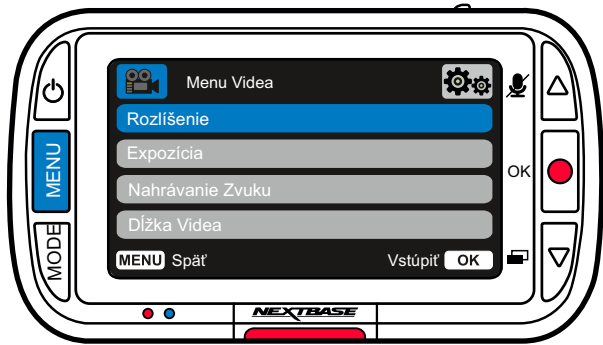 Menu Videa
Rozlíšenie
Expozícia
Nahrávanie Zvuku
Dĺžka Videa
MENU Späť Vstúpiť OK
MENU
MODE
OK
NEXTBASE